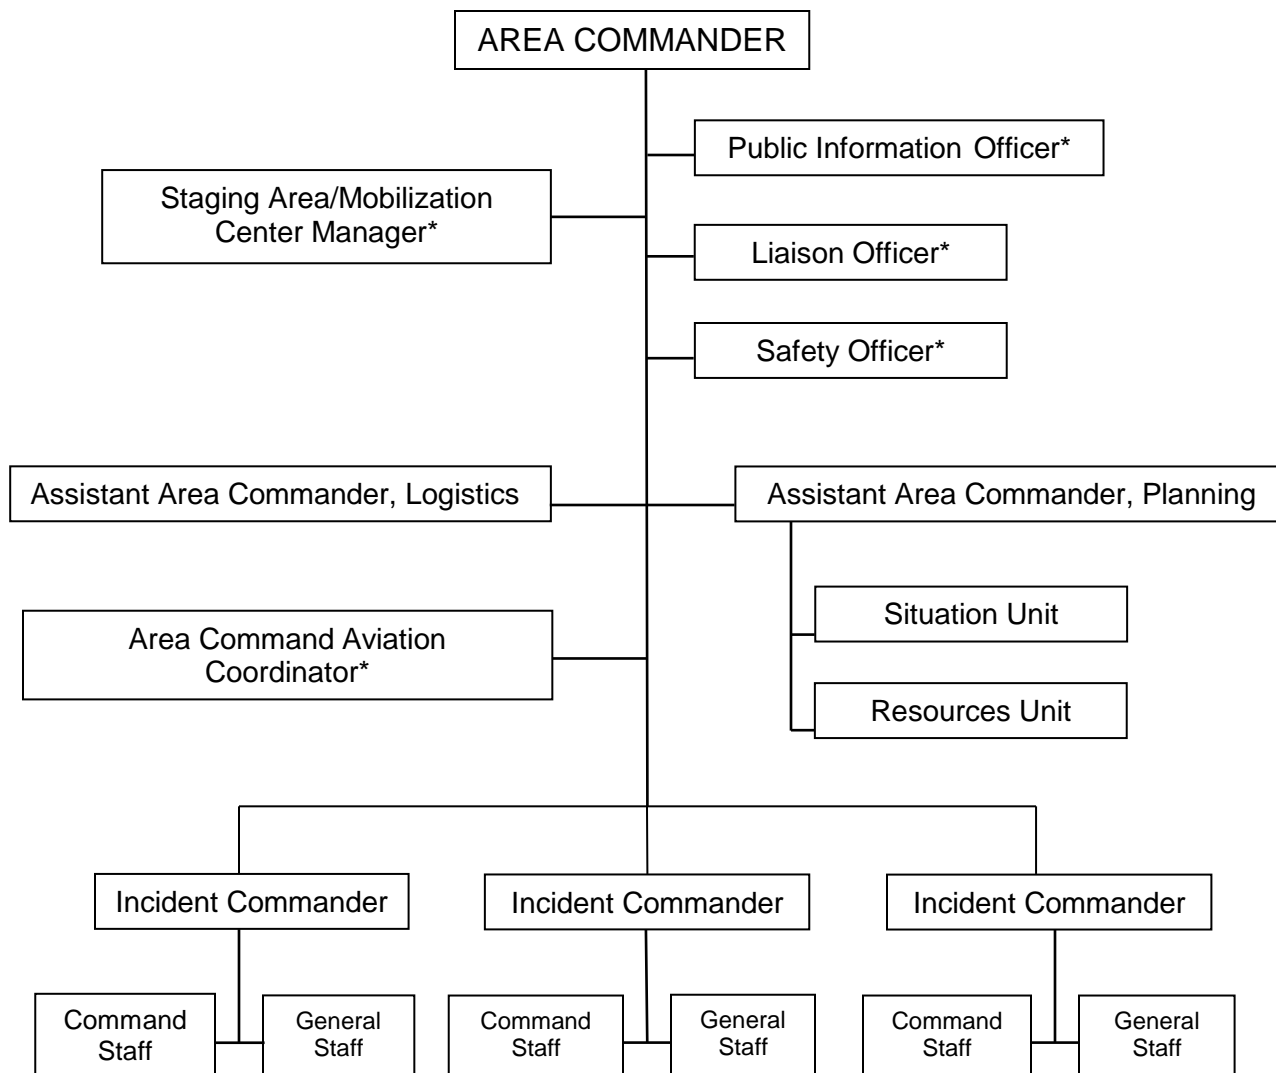 AREA COMMANDER
Public Information Officer*
Staging Area/Mobilization
Center Manager*
Liaison Officer*
Safety Officer*
Assistant Area Commander, Logistics
Assistant Area Commander, Planning
Situation Unit
Area Command Aviation
Coordinator*
Resources Unit
Incident Commander
Incident Commander
Incident Commander
Command
Staff
General
Staff
Command
Staff
General
Staff
Command
Staff
General
Staff